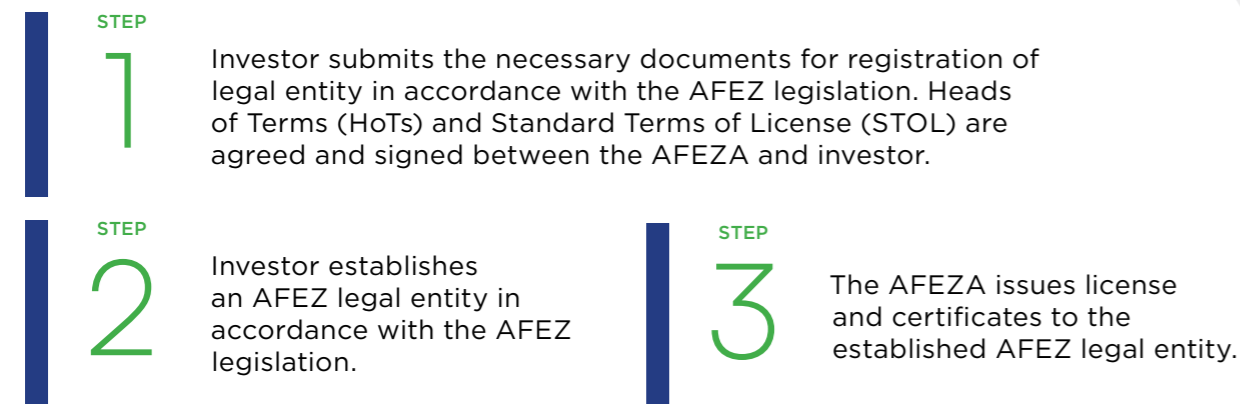 STEP
1
Investor submits the necessary documents for registration of
legal entity in accordance with the AFEZ legislation. Heads
of Terms (HoTs) and Standard Terms of License (STOL) are
agreed and signed between the AFEZA and investor.
STEP
2
Investor establishes
an AFEZ legal entity in
accordance with the AFEZ
legislation.
STEP
3
The AFEZA issues license
and certificates to the
established AFEZ legal entity.